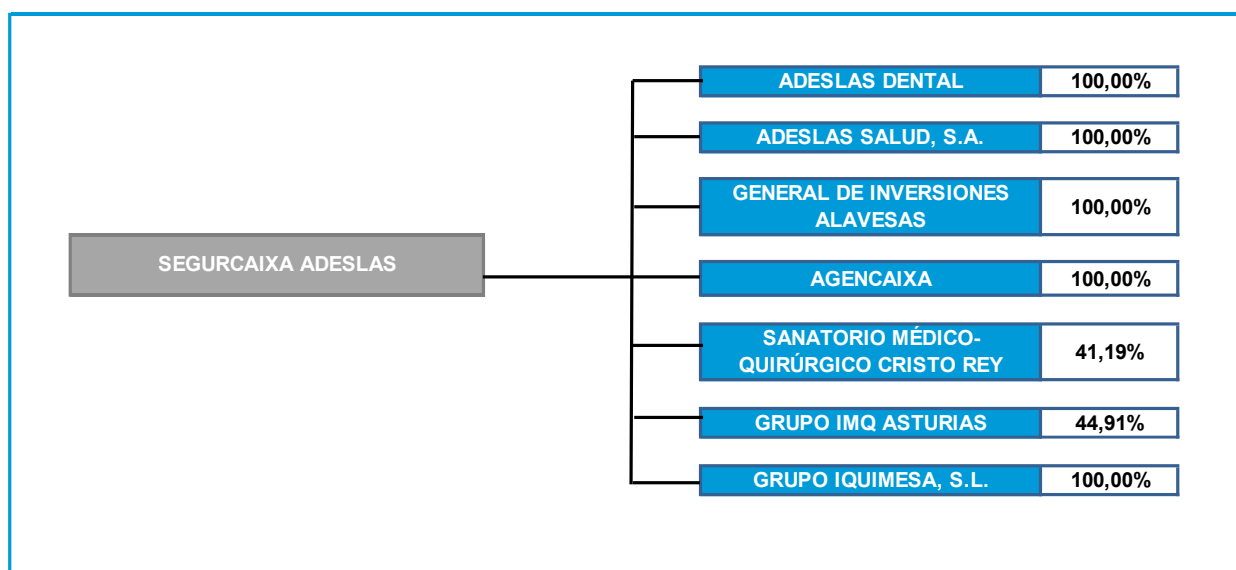 ADESLAS DENTAL 100,00%
ADESLAS SALUD, S.A. 100,00%
GENERAL DE INVERSIONES
ALAVESAS
100,00%
SEGURCAIXA ADESLAS
AGENCAIXA 100,00%
SANATORIO MÉDICO-
QUIRÚRGICO CRISTO REY
41,19%
GRUPO IMQ ASTURIAS 44,91%
GRUPO IQUIMESA, S.L. 100,00%